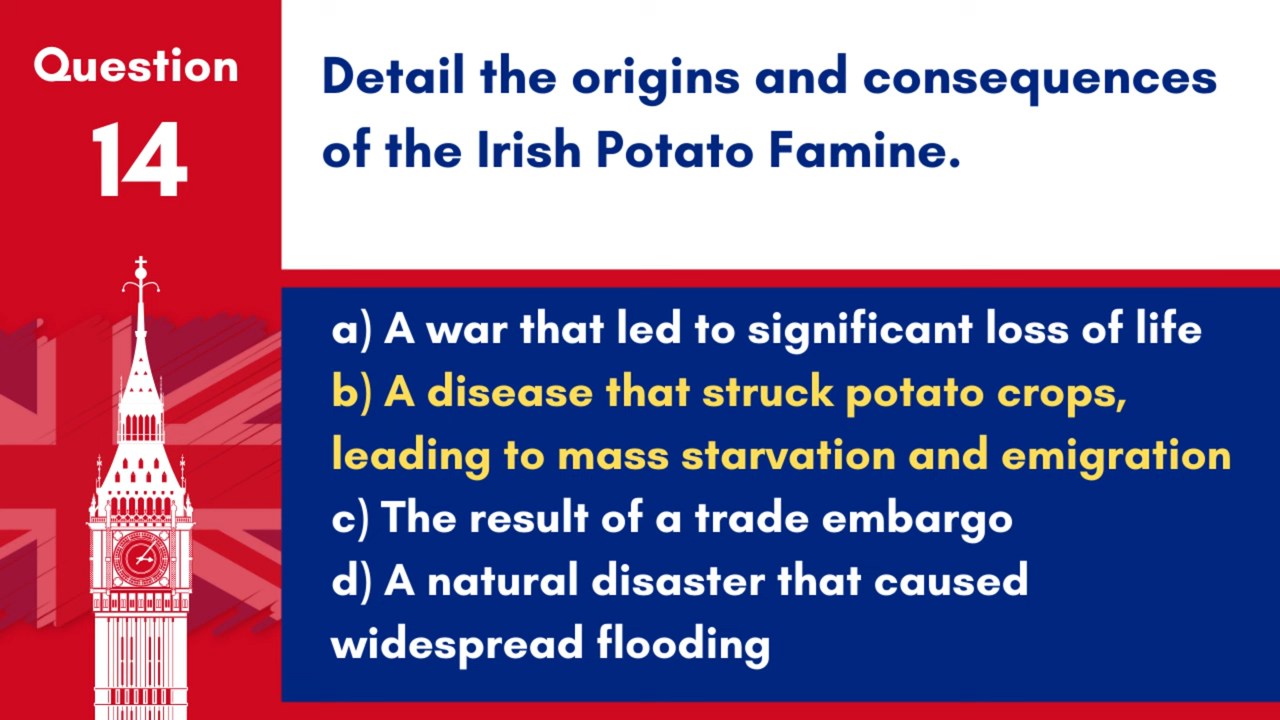 Question
14
Detail the origins and consequences
of the Irish Potato Famine.
a) A war that led to significant loss of life
b) A disease that struck potato crops,
leading to mass starvation and emigration
c) The result of a trade embargo
d) A natural disaster that caused
widespread flooding